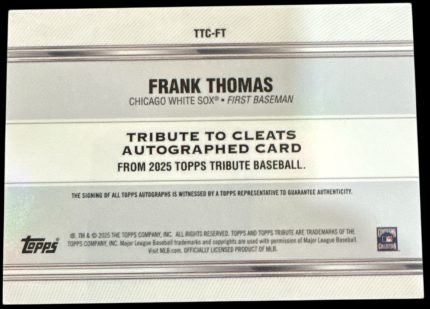 TTC-FT
FRANK THOMAS
CHICAGO WHITE SOX® • FIRST BASEMAN
TRIBUTE TO CLEATS
AUTOGRAPHED CARD
FROM 2025 TOPPS TRIBUTE BASEBALL.
THE SIGNING OF ALL TOPPS AUTOGRAPHS IS WITNESSED BY A TOPPS REPRESENTATIVE TO GUARANTEE AUTHENTICITY.
®, TM & © 2025 THE TOPPS COMPANY, INC. ALL RIGHTS RESERVED. TOPPS AND TOPPS TRIBUTE ARE TRADEMARKS OF THE
TOPPS COMPANY, INC. Major League Baseball trademarks and copyrights are used with permission of Major League Baseball.
Visit MLB.com. OFFICIALLY LICENSED PRODUCT OF MLB.
Topps